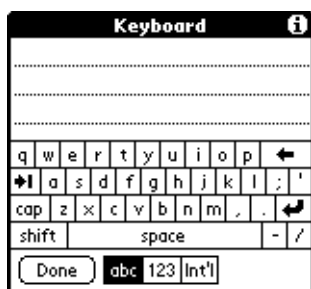 Keyboard i
q w e r t y u i o p
a s d f g h j k l ; '
cap z x c v b n m , .
shift space - /
Done abc 123 Int'l